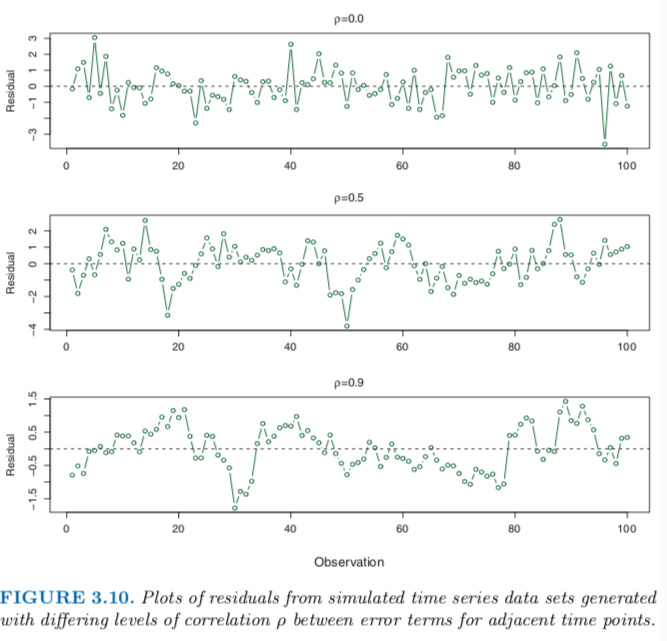 ρ=0.0
3
2
1
0
−1
−3
Residual
0 20 40 60 80 100
ρ=0.5
2
1
0
−2
−4
Residual
0 20 40 60 80 100
ρ=0.9
1.5
0.5
−0.5
−1.5
Residual
0 20 40 60 80 100
Observation
FIGURE 3.10. Plots of residuals from simulated time series data sets generated
with differing levels of correlation ρ between error terms for adjacent time points.